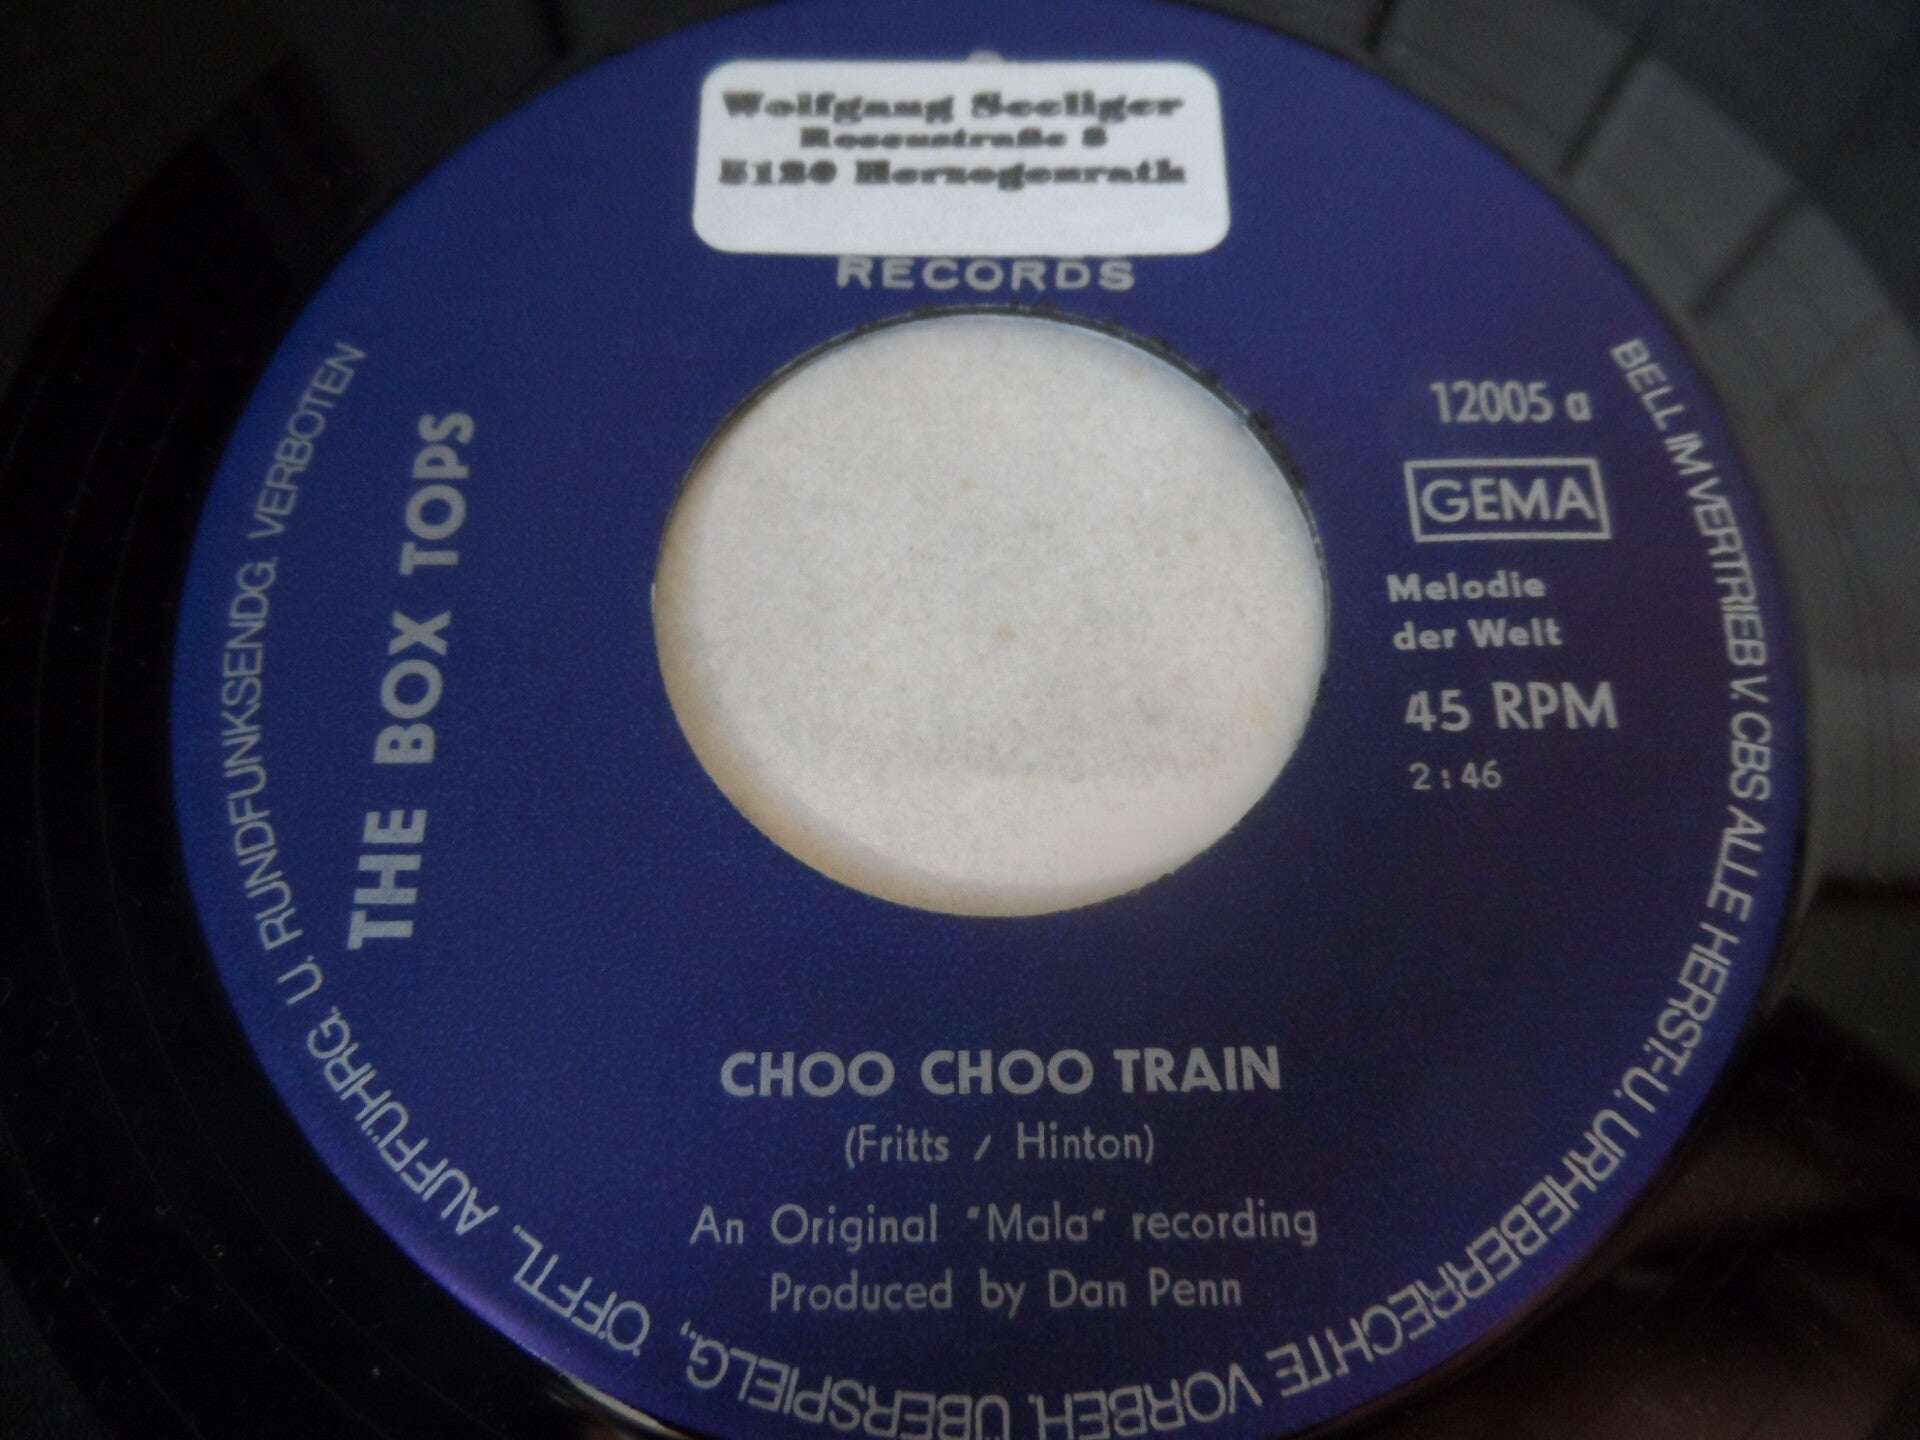 Wolfgang Seeliger
Rosenstraße 8
5120 Herzogenrath
RECORDS
THE BOX TOPS
12005 a
GEMA
Melodie
der Welt
45 RPM
2:46
CHOO CHOO TRAIN
(Fritts / Hinton)
An Original "Mala" recording
Produced by Dan Penn
BELL IM VERTRIEB V. CBS ALLE HERST.-U. URHEBERRECHTE VORBEH. ÜBERSPIELG., ÖFFTL. AUFFÜHRG. U. RUNDFUNKSENDG. VERBOTEN